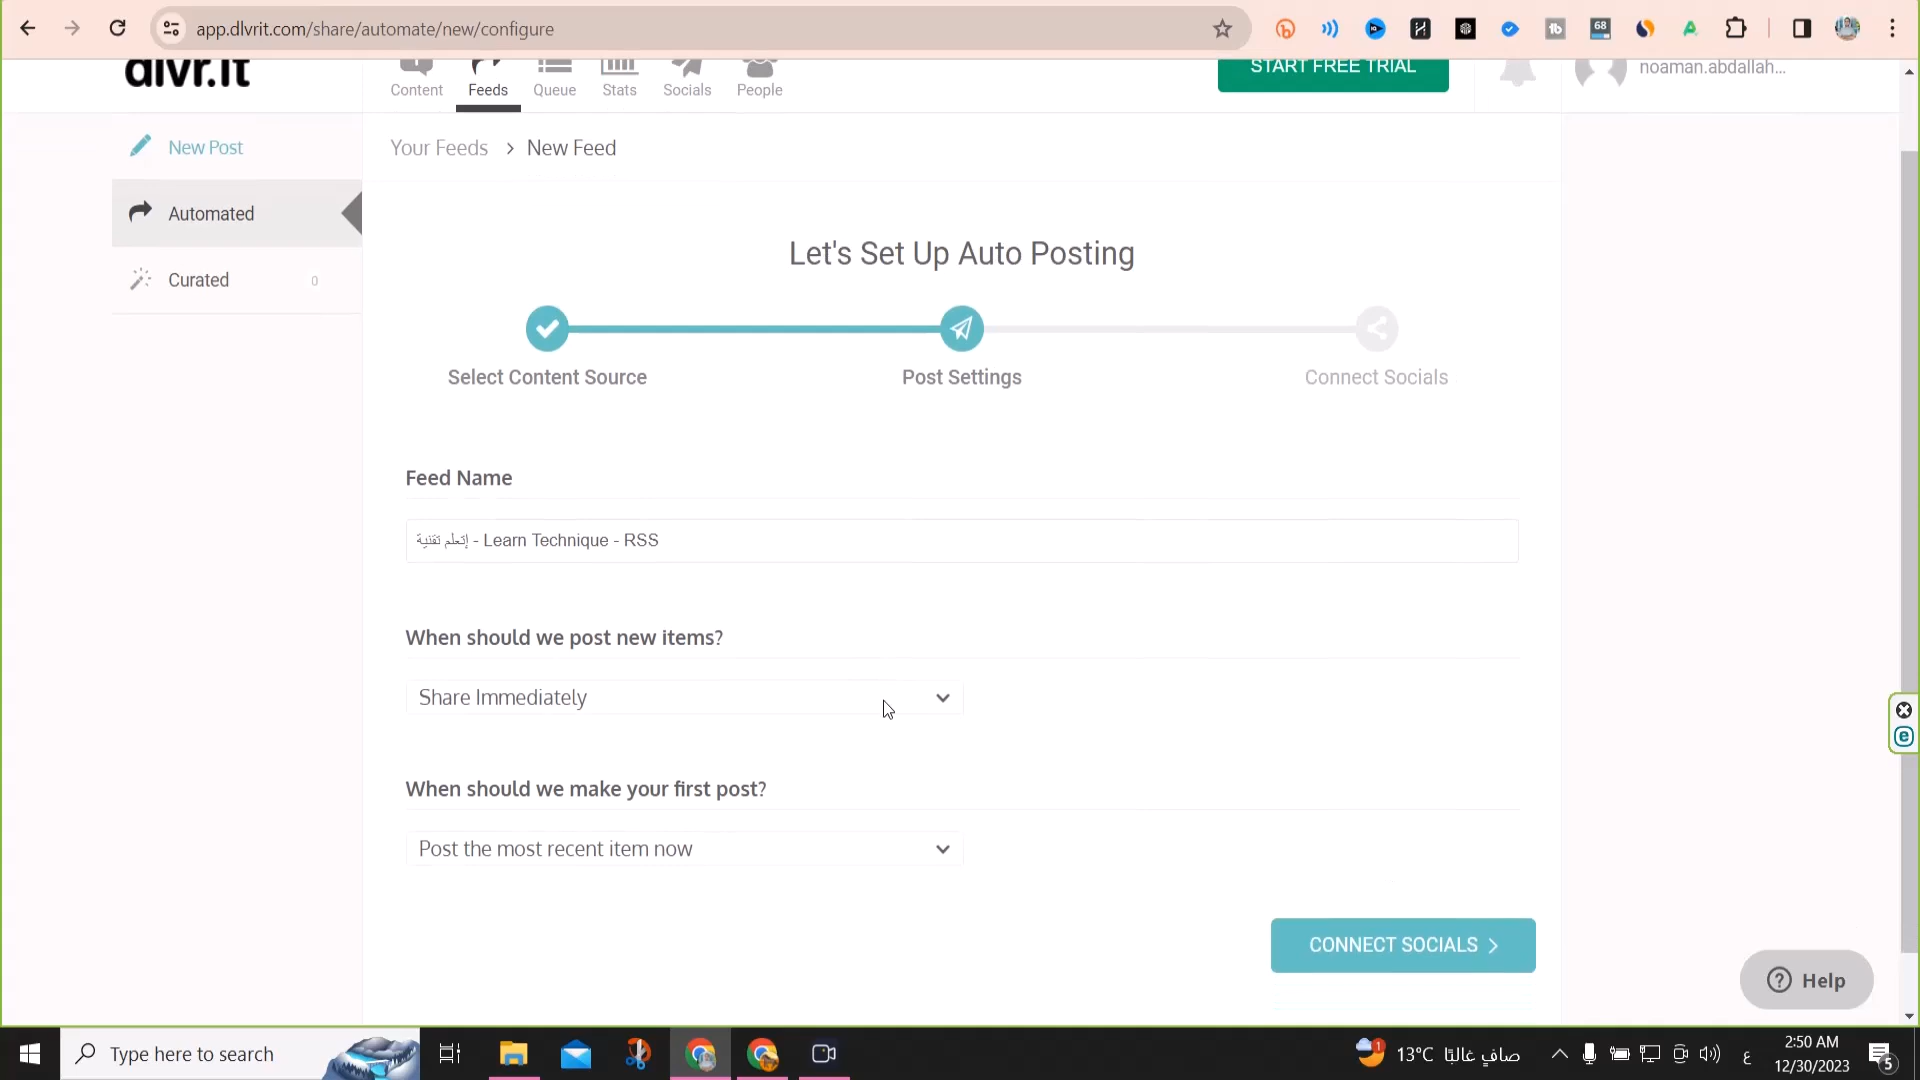 app.dlvrit.com/share/automate/new/configure
68
dlvr.it
Content
Feeds
Queue
Stats
Socials
People
START FREE TRIAL
noaman.abdallah...
New Post
Automated
Curated
0
Your Feeds > New Feed
Let's Set Up Auto Posting
Select Content Source
Post Settings
Connect Socials
Feed Name
إتعلم تقنية - Learn Technique - RSS
When should we post new items?
Share Immediately
When should we make your first post?
Post the most recent item now
CONNECT SOCIALS
Help
Type here to search
1
13°C صافٍ غالبًا
ع
2:50 AM
12/30/2023
5